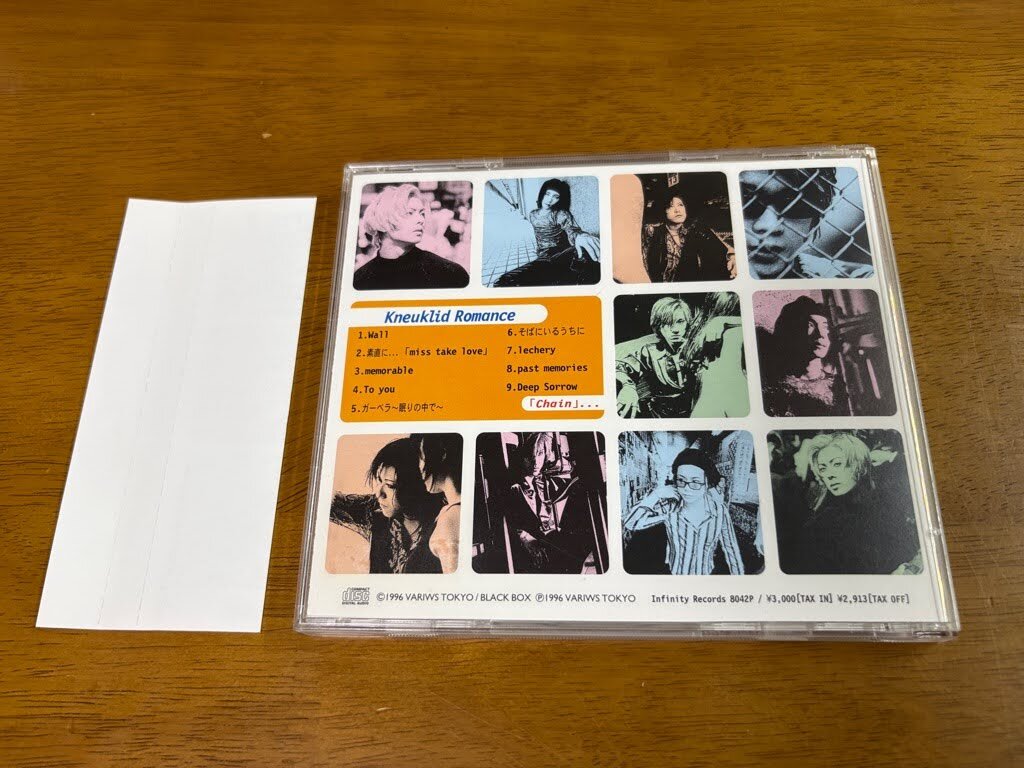 13
Kneuklid Romance
1.Wall
2.素直に...「miss take love」
3.memorable
4.To you
5.ガーベラ～眠りの中で～
6.そばにいるうちに
7.lechery
8.past memories
9.Deep Sorrow
「Chain」...
COMPACT disc DIGITAL AUDIO
©1996 VARIWS TOKYO / BLACK BOX ℗1996 VARIWS TOKYO Infinity Records 8042P / ¥3,000[TAX IN] ¥2,913[TAX OFF]